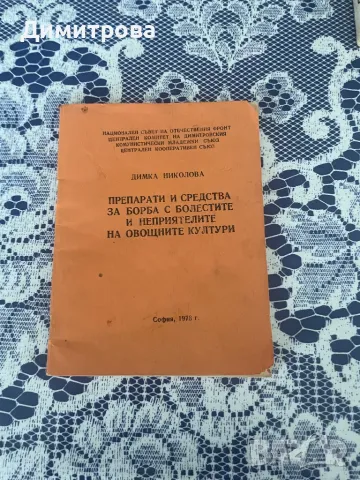 Димитрова
НАЦИОНАЛЕН СЪВЕТ НА ОТЕЧЕСТВЕНИЯ ФРОНТ
ЦЕНТРАЛЕН КОМИТЕТ НА ДИМИТРОВСКИЯ
КОМУНИСТИЧЕСКИ МЛАДЕЖКИ СЪЮЗ
ЦЕНТРАЛЕН КООПЕРАТИВЕН СЪЮЗ
ДИМКА НИКОЛОВА
ПРЕПАРАТИ И СРЕДСТВА
ЗА БОРБА С БОЛЕСТИТЕ
И НЕПРИЯТЕЛИТЕ
НА ОВОЩНИТЕ КУЛТУРИ
София, г.
Димитрова